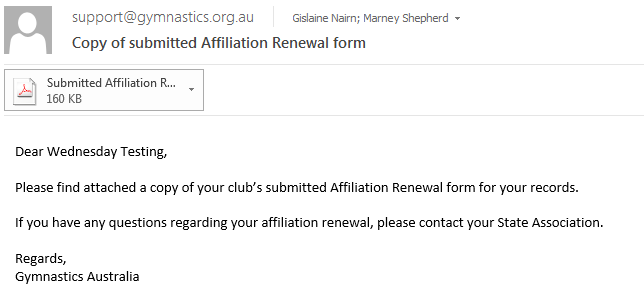 support@gymnastics.org.au
Gislaine Nairn; Marney Shepherd
Copy of submitted Affiliation Renewal form
Submitted Affiliation R...
160 KB
Dear Wednesday Testing,
Please find attached a copy of your club’s submitted Affiliation Renewal form for your records.
If you have any questions regarding your affiliation renewal, please contact your State Association.
Regards,
Gymnastics Australia